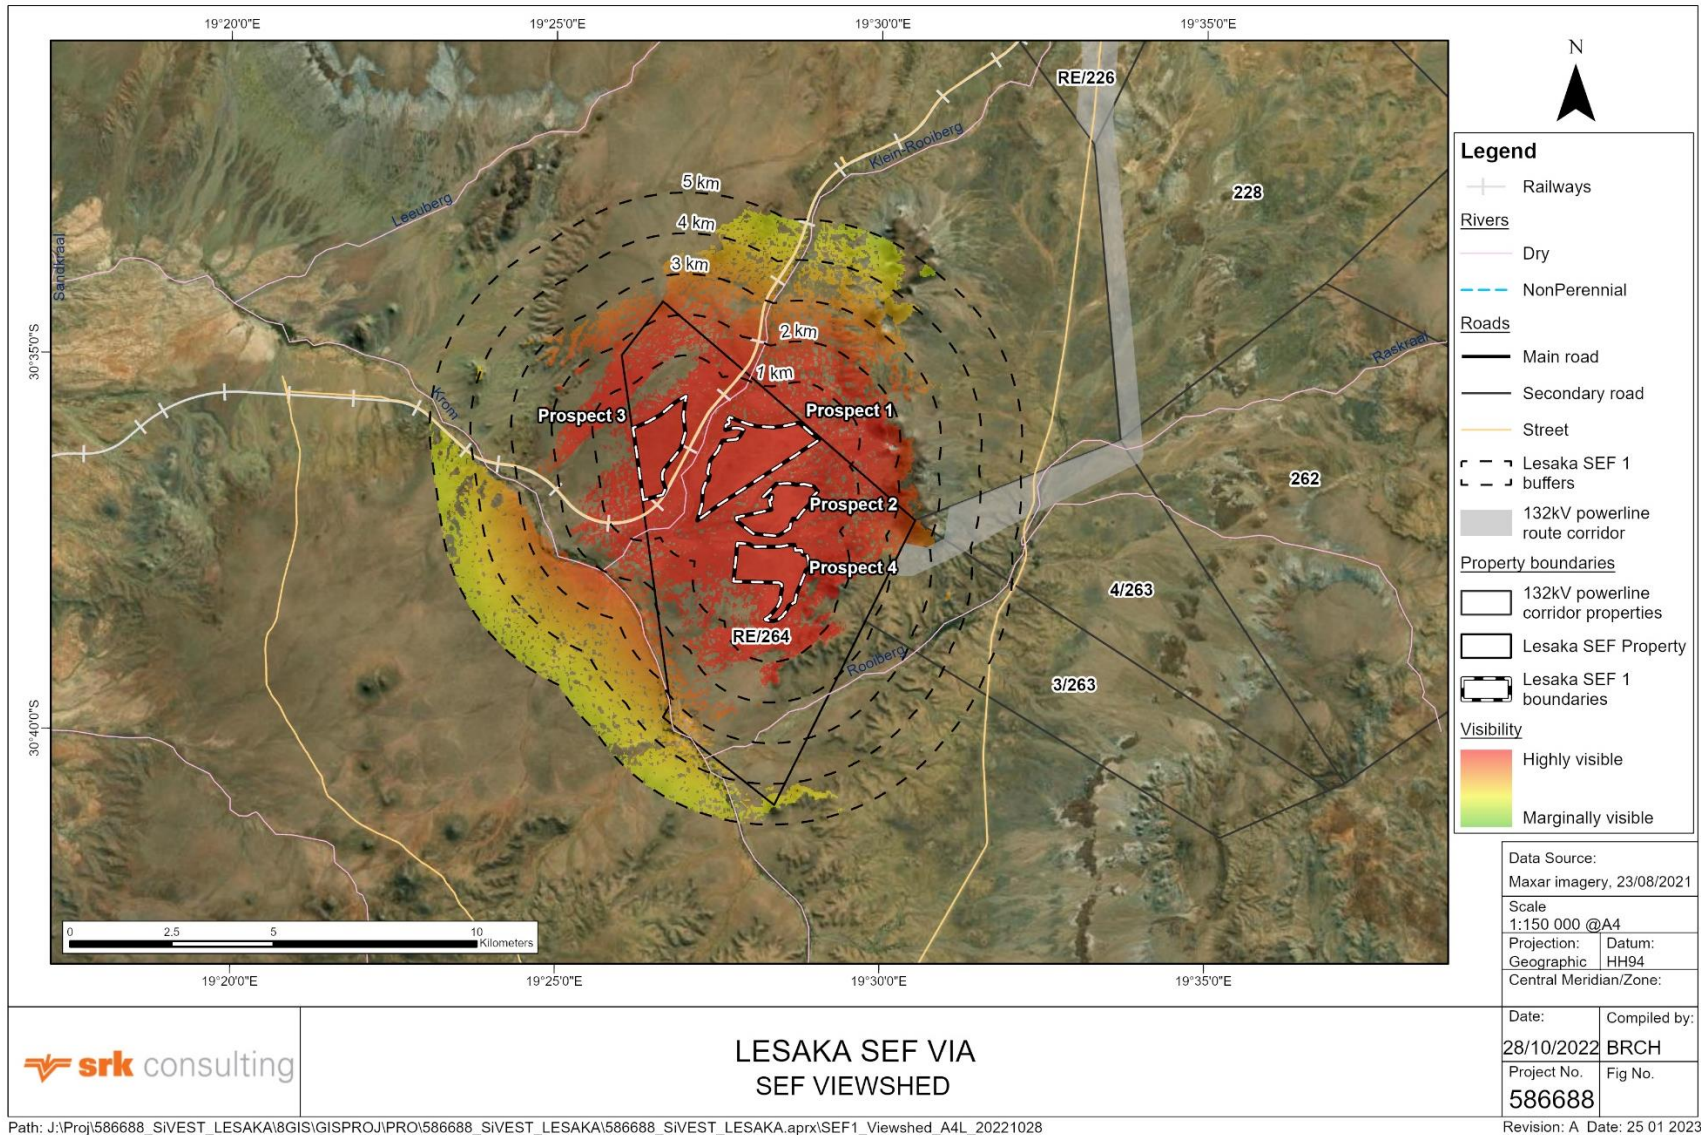 19°20'0"E
19°25'0"E
19°30'0"E
19°35'0"E
N
RE/226
Klein-Rooiberg
5 km
228
Leeuberg
4 km
Sandkraal
3 km
30°35'0"S
2 km
Raskraal
1 km
Krom
Prospect 3
Prospect 1
262
Prospect 2
Prospect 4
4/263
RE/264
Rooiberg
3/263
30°40'0"S
0 2.5 5 10
Kilometers
19°20'0"E
19°25'0"E
19°30'0"E
19°35'0"E
Legend
Railways
Rivers
Dry
NonPerennial
Roads
Main road
Secondary road
Street
Lesaka SEF 1
buffers
132kV powerline
route corridor
Property boundaries
132kV powerline
corridor properties
Lesaka SEF Property
Lesaka SEF 1
boundaries
Visibility
Highly visible
Marginally visible
Data Source:
Maxar imagery, 23/08/2021
Scale
1:150 000 @A4
Projection:
Geographic
Datum:
HH94
Central Meridian/Zone:
Date:
28/10/2022
Compiled by:
BRCH
Project No.
586688
Fig No.
srk consulting
LESAKA SEF VIA
SEF VIEWSHED
Path: J:\Proj\586688_SiVEST_LESAKA\8GIS\GISPROJ\PRO\586688_SiVEST_LESAKA\586688_SiVEST_LESAKA.aprx\SEF1_Viewshed_A4L_20221028
Revision: A Date: 25 01 2023